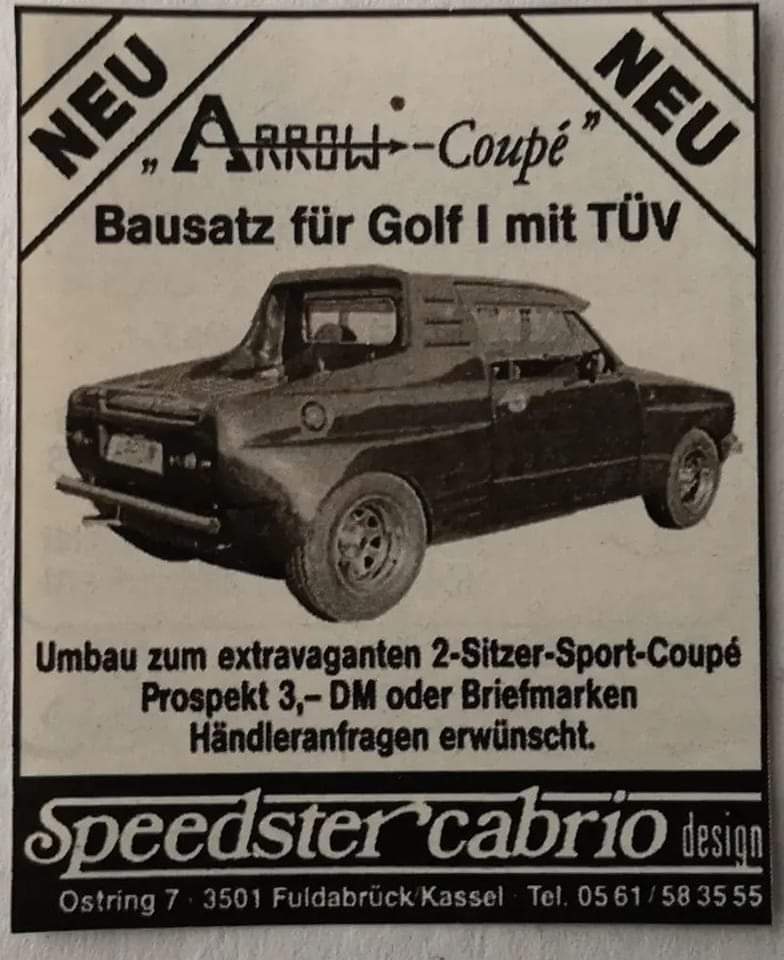 NEU
NEU
„ARROW-Coupé”
Bausatz für Golf I mit TÜV
Umbau zum extravaganten 2-Sitzer-Sport-Coupé
Prospekt 3,– DM oder Briefmarken
Händleranfragen erwünscht.
Speedster cabrio design
Ostring 7 · 3501 Fuldabrück/Kassel · Tel. 05 61 / 58 35 55